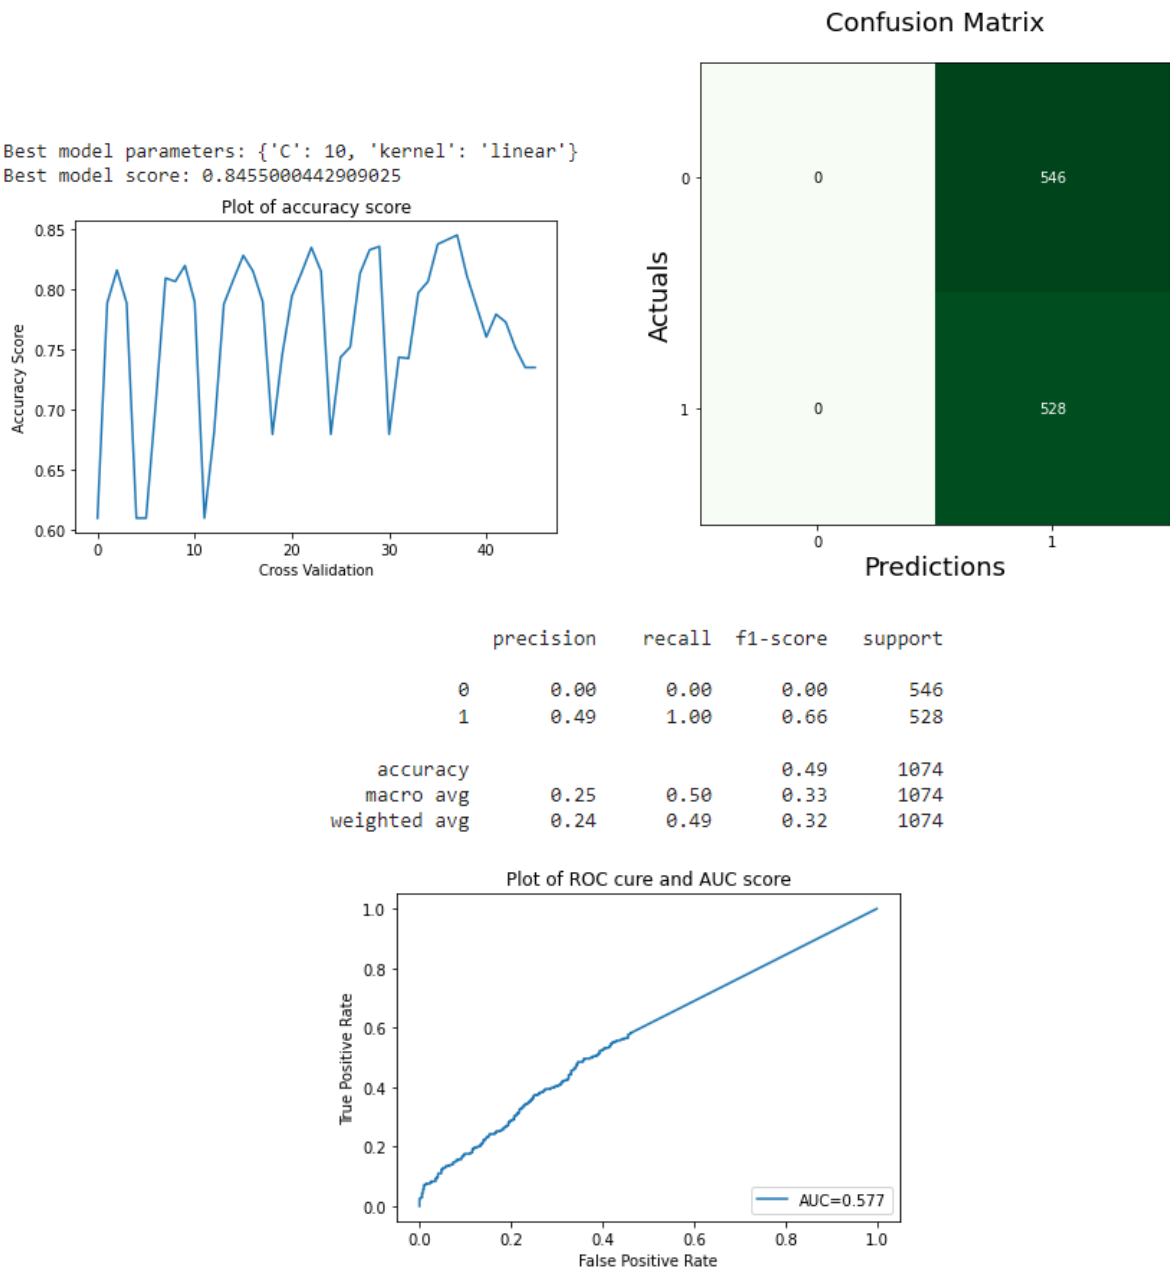 Best model parameters: {'C': 10, 'kernel': 'linear'}
Best model score: 0.8455000442909025
Plot of accuracy score
0.85
0.80
0.75
0.70
0.65
0.60
Accuracy Score
0 10 20 30 40
Cross Validation
Confusion Matrix
Actuals
0 0 546
1 0 528
0 1
Predictions
precision recall f1-score support
0 0.00 0.00 0.00 546
1 0.49 1.00 0.66 528
accuracy 0.49 1074
macro avg 0.25 0.50 0.33 1074
weighted avg 0.24 0.49 0.32 1074
Plot of ROC cure and AUC score
1.0
0.8
0.6
0.4
0.2
0.0
True Positive Rate
AUC=0.577
0.0 0.2 0.4 0.6 0.8 1.0
False Positive Rate